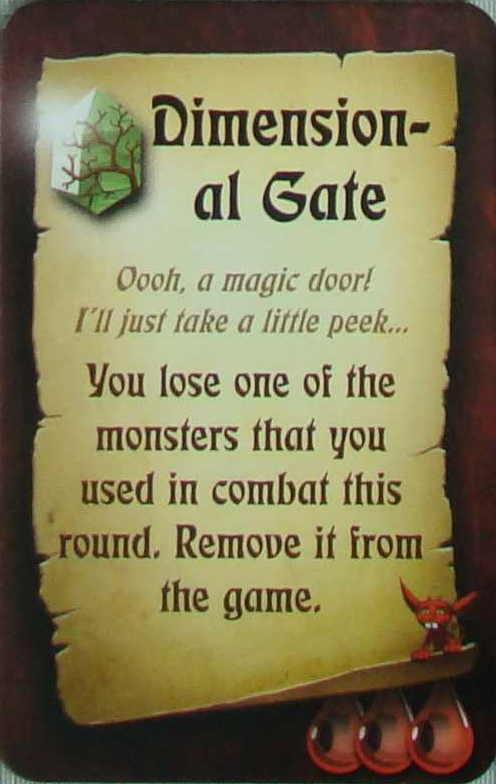 Dimension-
al Gate
Oooh, a magic door!
I'll just take a little peek...
You lose one of the
monsters that you
used in combat this
round. Remove it from
the game.